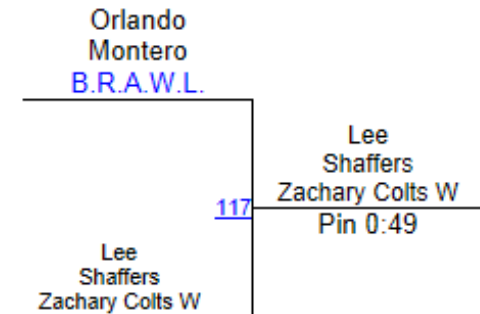 Orlando
Montero
B.R.A.W.L.
Lee
Shaffers
Zachary Colts W
117
Pin 0:49
Lee
Shaffers
Zachary Colts W